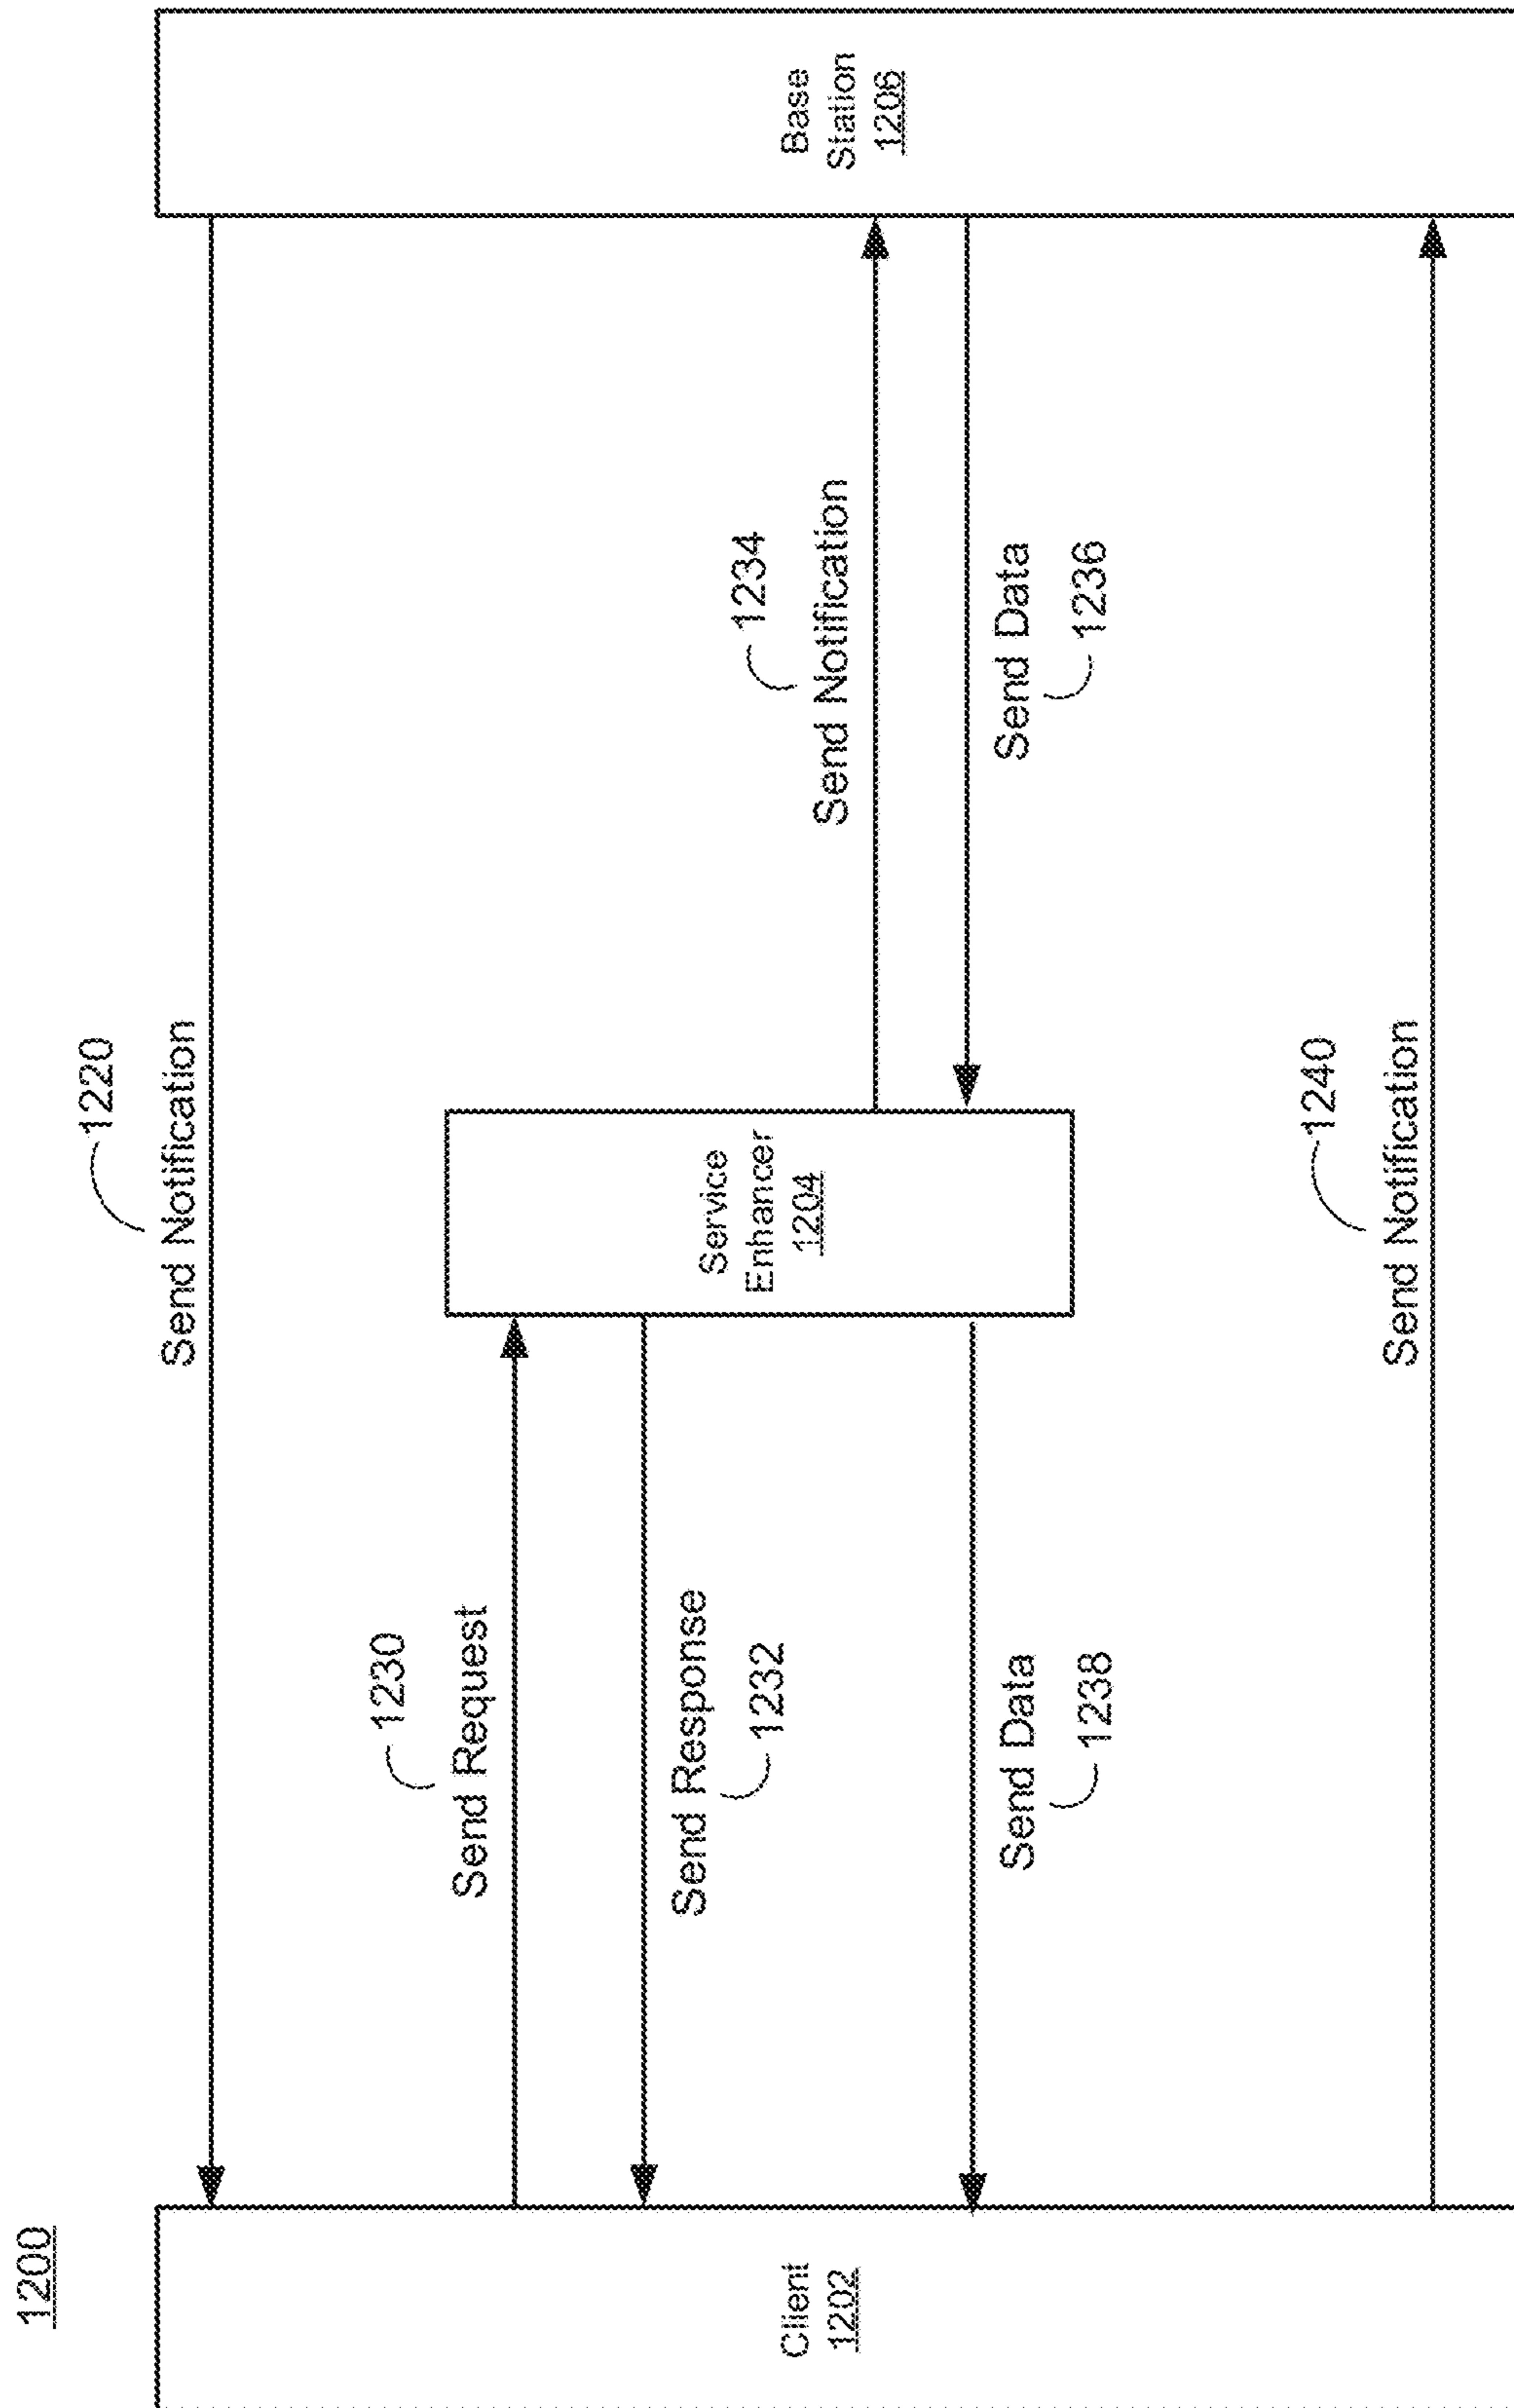 1200
1220
Send Notification
Client
1202
1230
Send Request
Send Response
1232
Service
Enhancer
1204
1234
Send Notification
Send Data
1236
Send Data
1238
Base
Station
1206
1240
Send Notification